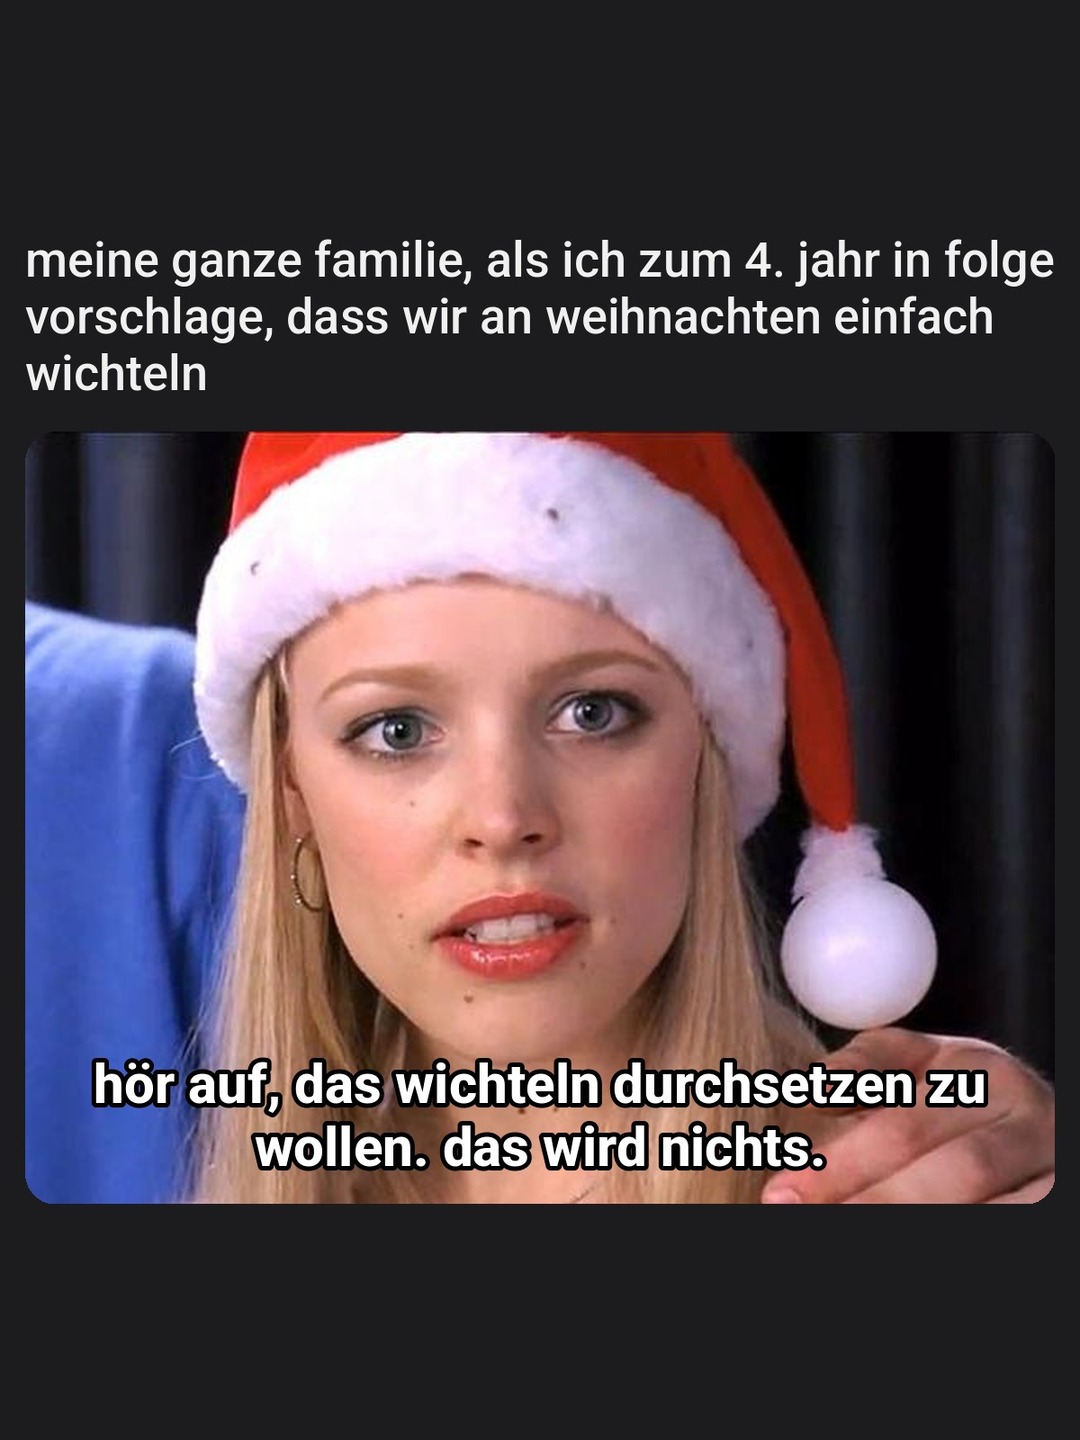 meine ganze familie, als ich zum 4. jahr in folge
vorschlage, dass wir an weihnachten einfach
wichteln
hör auf, das wichteln durchsetzen zu
wollen. das wird nichts.